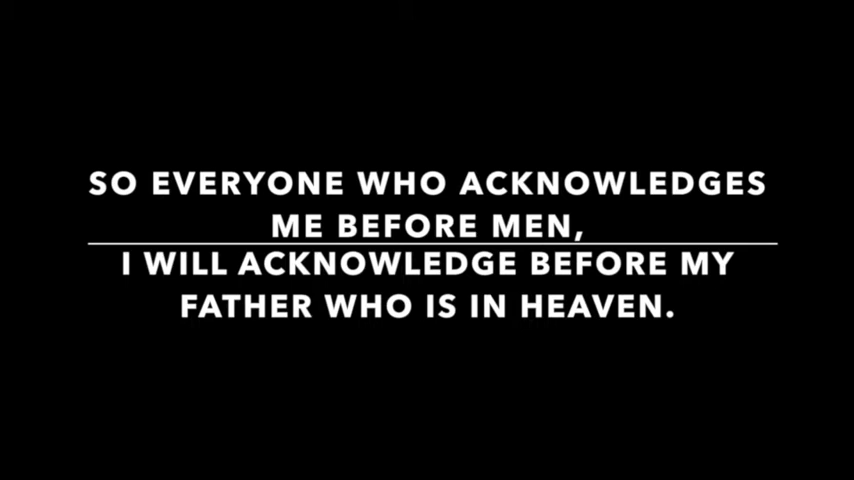 SO EVERYONE WHO ACKNOWLEDGES
ME BEFORE MEN,
I WILL ACKNOWLEDGE BEFORE MY
FATHER WHO IS IN HEAVEN.